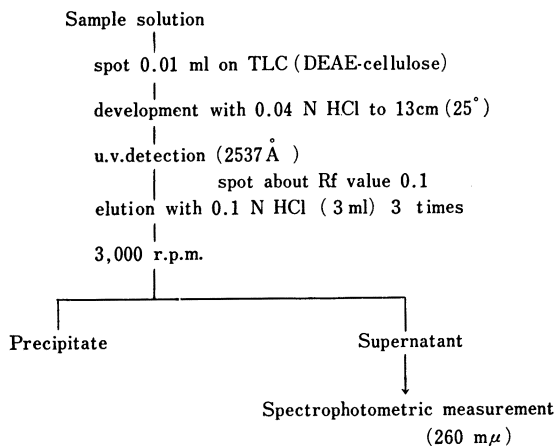 Sample solution
spot 0.01 ml on TLC (DEAE-cellulose)
development with 0.04 N HCl to 13cm (25°)
u.v.detection (2537Å )
spot about Rf value 0.1
elution with 0.1 N HCl ( 3 ml) 3 times
3,000 r.p.m.
Precipitate
Supernatant
Spectrophotometric measurement
(260 mμ)